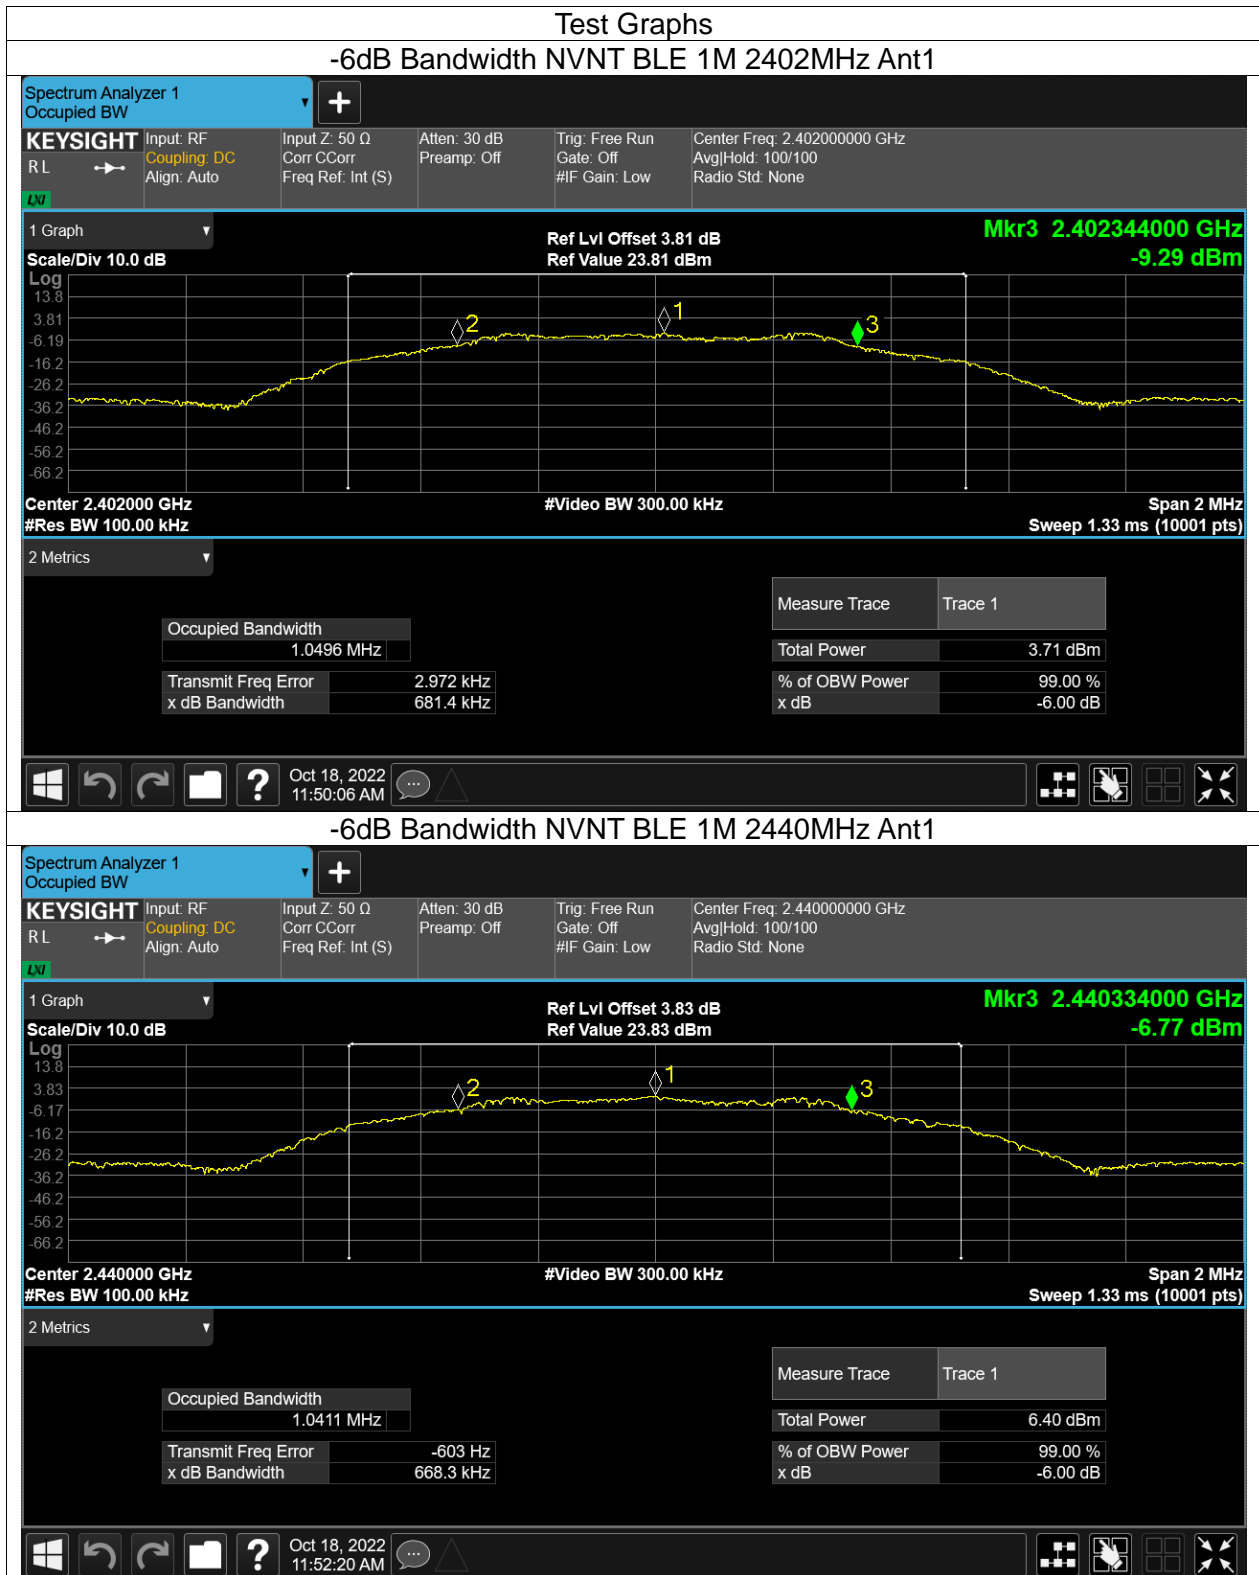 Test Graphs
-6dB Bandwidth NVNT BLE 1M 2402MHz Ant1
Spectrum Analyzer 1
Occupied BW
+
KEYSIGHT Input: RF Input Z: 50 Ω Atten: 30 dB Trig: Free Run Center Freq: 2.402000000 GHz
R L Coupling: DC Corr CCorr Preamp: Off Gate: Off Avg|Hold: 100/100
Align: Auto Freq Ref: Int (S) #IF Gain: Low Radio Std: None
LXI
1 Graph Ref Lvl Offset 3.81 dB Mkr3 2.402344000 GHz
Scale/Div 10.0 dB Ref Value 23.81 dBm -9.29 dBm
Log
13.8
3.81
-6.19
-16.2
-26.2
-36.2
-46.2
-56.2
-66.2
2 1 3
Center 2.402000 GHz #Video BW 300.00 kHz Span 2 MHz
#Res BW 100.00 kHz Sweep 1.33 ms (10001 pts)
2 Metrics
Measure Trace Trace 1
Occupied Bandwidth
1.0496 MHz Total Power 3.71 dBm
Transmit Freq Error 2.972 kHz % of OBW Power 99.00 %
x dB Bandwidth 681.4 kHz x dB -6.00 dB
? Oct 18, 2022
11:50:06 AM
-6dB Bandwidth NVNT BLE 1M 2440MHz Ant1
Spectrum Analyzer 1
Occupied BW
+
KEYSIGHT Input: RF Input Z: 50 Ω Atten: 30 dB Trig: Free Run Center Freq: 2.440000000 GHz
R L Coupling: DC Corr CCorr Preamp: Off Gate: Off Avg|Hold: 100/100
Align: Auto Freq Ref: Int (S) #IF Gain: Low Radio Std: None
LXI
1 Graph Ref Lvl Offset 3.83 dB Mkr3 2.440334000 GHz
Scale/Div 10.0 dB Ref Value 23.83 dBm -6.77 dBm
Log
13.8
3.83
-6.17
-16.2
-26.2
-36.2
-46.2
-56.2
-66.2
2 1 3
Center 2.440000 GHz #Video BW 300.00 kHz Span 2 MHz
#Res BW 100.00 kHz Sweep 1.33 ms (10001 pts)
2 Metrics
Measure Trace Trace 1
Occupied Bandwidth
1.0411 MHz Total Power 6.40 dBm
Transmit Freq Error -603 Hz % of OBW Power 99.00 %
x dB Bandwidth 668.3 kHz x dB -6.00 dB
? Oct 18, 2022
11:52:20 AM